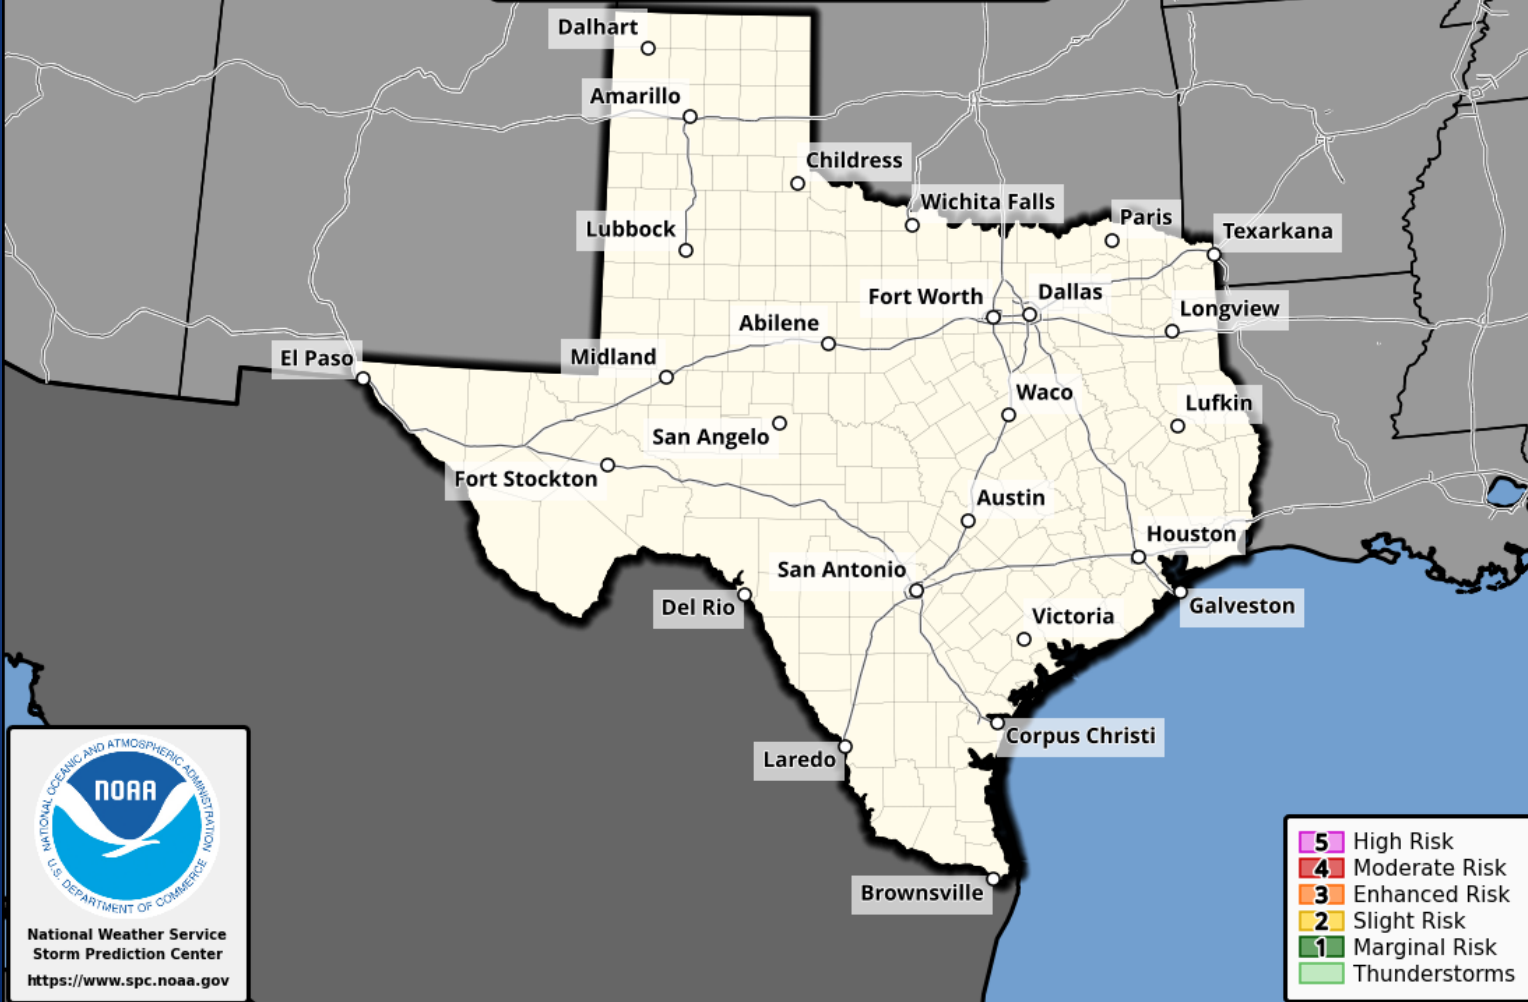 Dalhart
Amarillo
Childress
Wichita Falls
Paris
Texarkana
Lubbock
Fort Worth
Dallas
Longview
Abilene
El Paso
Midland
Waco
Lufkin
San Angelo
Fort Stockton
Austin
Houston
San Antonio
Del Rio
Galveston
Victoria
Corpus Christi
Laredo
Brownsville
NATIONAL OCEANIC AND ATMOSPHERIC ADMINISTRATION
NOAA
U.S. DEPARTMENT OF COMMERCE
National Weather Service
Storm Prediction Center
https://www.spc.noaa.gov
5 High Risk
4 Moderate Risk
3 Enhanced Risk
2 Slight Risk
1 Marginal Risk
Thunderstorms